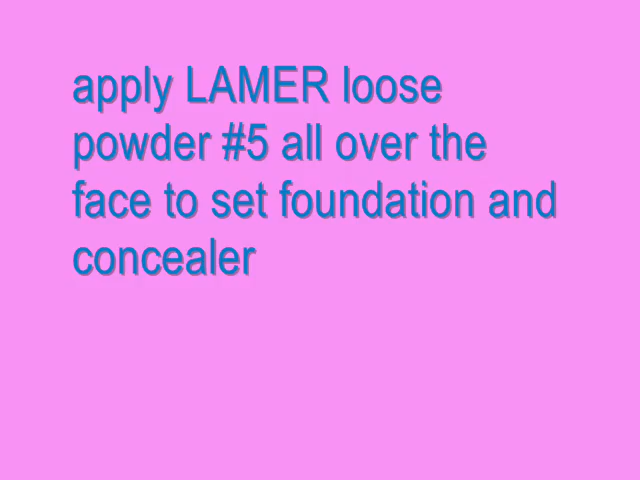 apply LAMER loose
powder #5 all over the
face to set foundation and
concealer